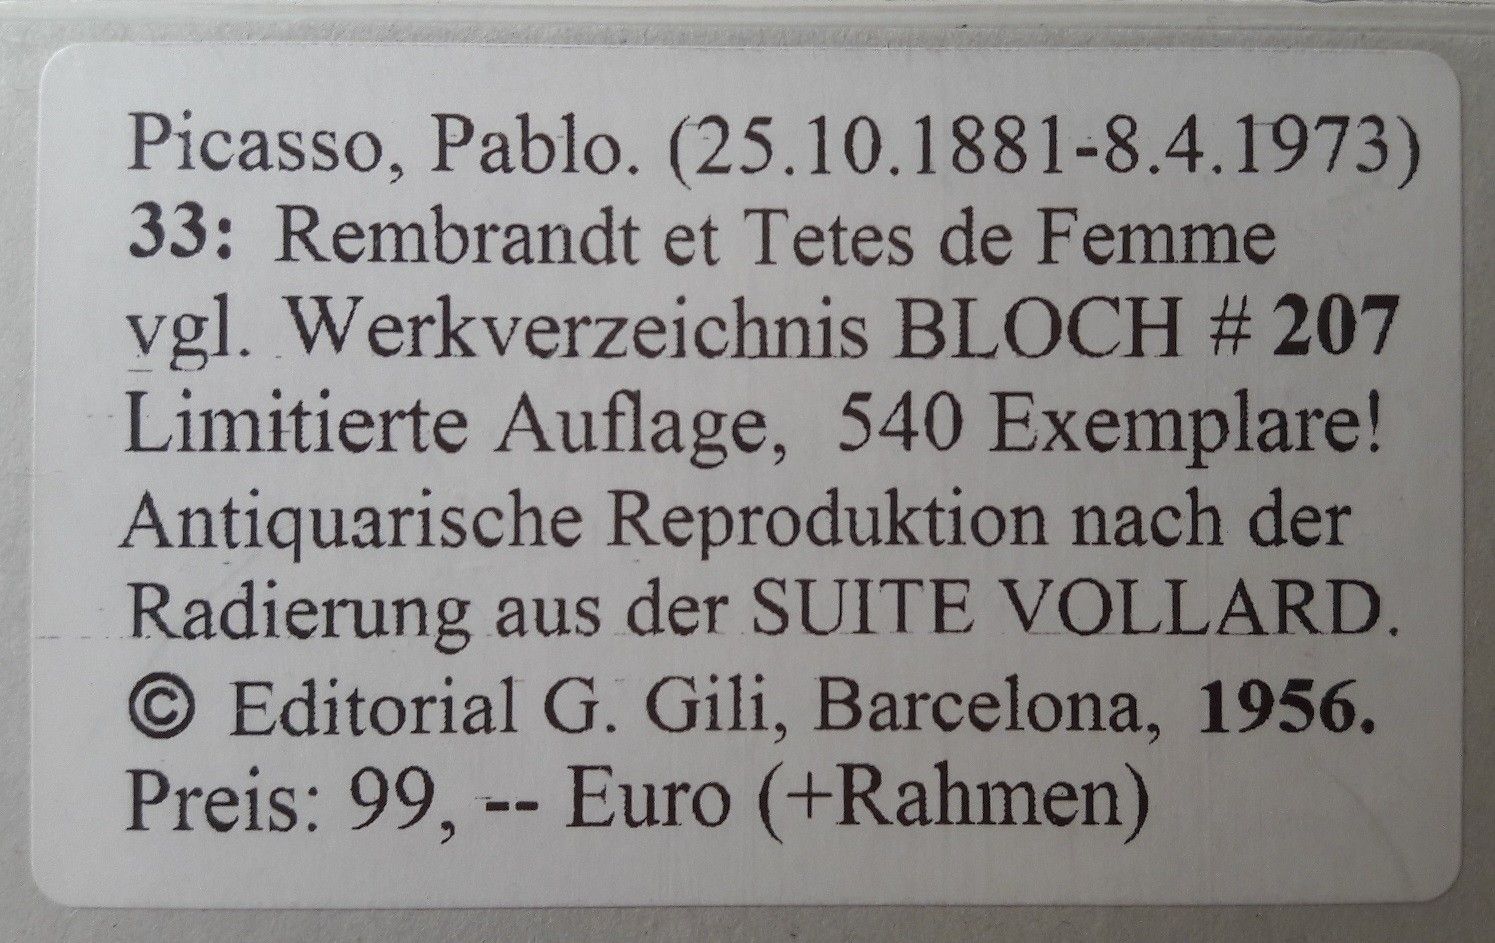 Picasso, Pablo. (25.10.1881-8.4.1973)
33: Rembrandt et Tetes de Femme
vgl. Werkverzeichnis BLOCH # 207
Limitierte Auflage, 540 Exemplare!
Antiquarische Reproduktion nach der
Radierung aus der SUITE VOLLARD.
© Editorial G. Gili, Barcelona, 1956.
Preis: 99, -- Euro (+Rahmen)